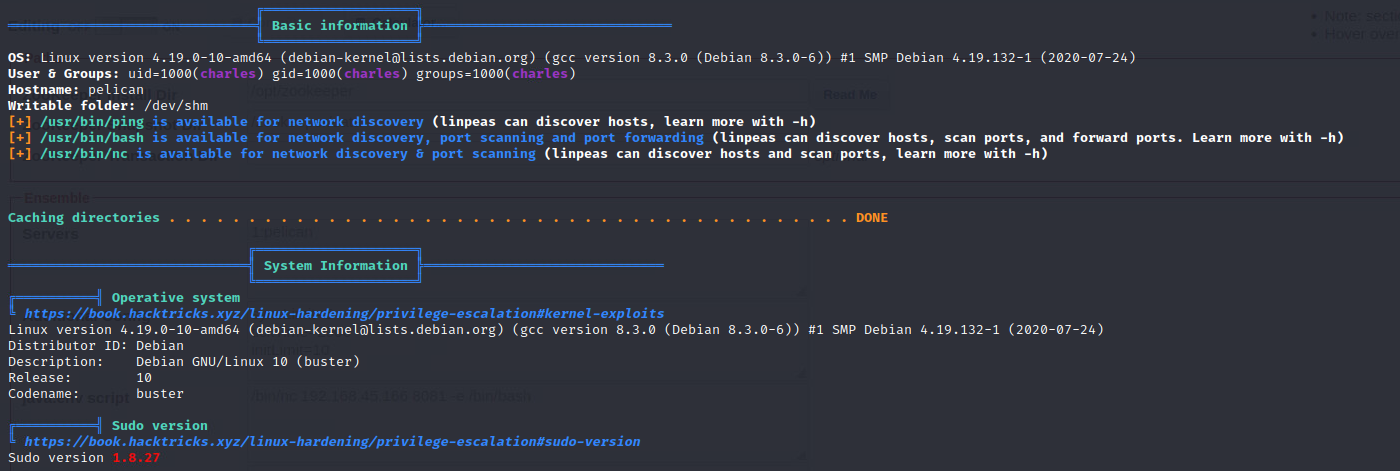 Basic information
OS: Linux version 4.19.0-10-amd64 (debian-kernel@lists.debian.org) (gcc version 8.3.0 (Debian 8.3.0-6)) #1 SMP Debian 4.19.132-1 (2020-07-24)
User & Groups: uid=1000(charles) gid=1000(charles) groups=1000(charles)
Hostname: pelican
Writable folder: /dev/shm
[+] /usr/bin/ping is available for network discovery (linpeas can discover hosts, learn more with -h)
[+] /usr/bin/bash is available for network discovery, port scanning and port forwarding (linpeas can discover hosts, scan ports, and forward ports. Learn more with -h)
[+] /usr/bin/nc is available for network discovery & port scanning (linpeas can discover hosts and scan ports, learn more with -h)
Caching directories . . . . . . . . . . . . . . . . . . . . . . . . . . . . . . . . . . . . . . . . . . . DONE
System Information
Operative system
https://book.hacktricks.xyz/linux-hardening/privilege-escalation#kernel-exploits
Linux version 4.19.0-10-amd64 (debian-kernel@lists.debian.org) (gcc version 8.3.0 (Debian 8.3.0-6)) #1 SMP Debian 4.19.132-1 (2020-07-24)
Distributor ID: Debian
Description: Debian GNU/Linux 10 (buster)
Release: 10
Codename: buster
Sudo version
https://book.hacktricks.xyz/linux-hardening/privilege-escalation#sudo-version
Sudo version 1.8.27
Note: secti
Hover over
Read Me
Ensemble
Servers
1:pelican